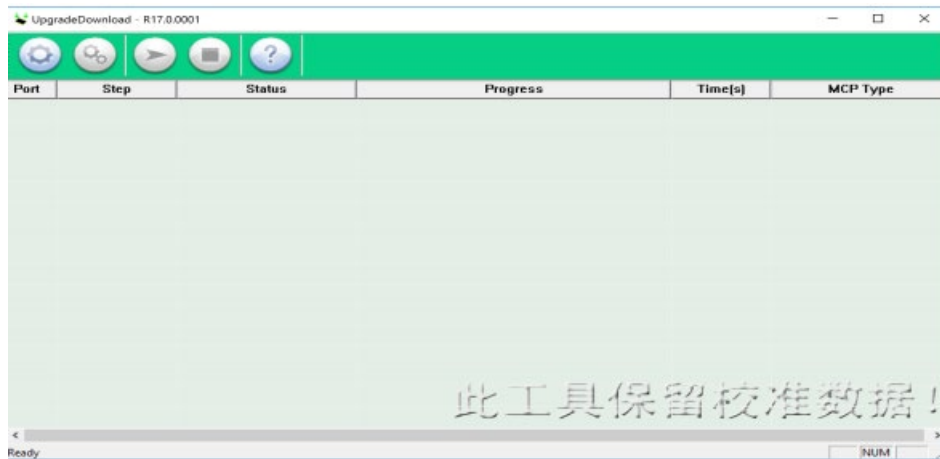 UpgradeDownload - R17.0.0001
?
Port Step Status Progress Time(s) MCP Type
此工具保留校准数据！
Ready NUM